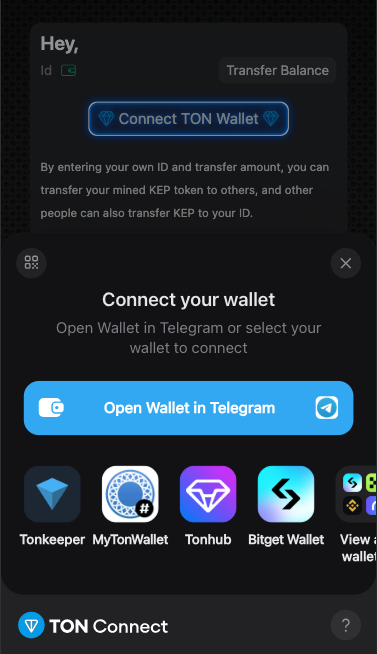 Hey,
Id
Transfer Balance
Connect TON Wallet
By entering your own ID and transfer amount, you can
transfer your mined KEP token to others, and other
people can also transfer KEP to your ID.
Connect your wallet
Open Wallet in Telegram or select your
wallet to connect
Open Wallet in Telegram
#
Tonkeeper MyTonWallet Tonhub Bitget Wallet View a
wallet
TON Connect
?